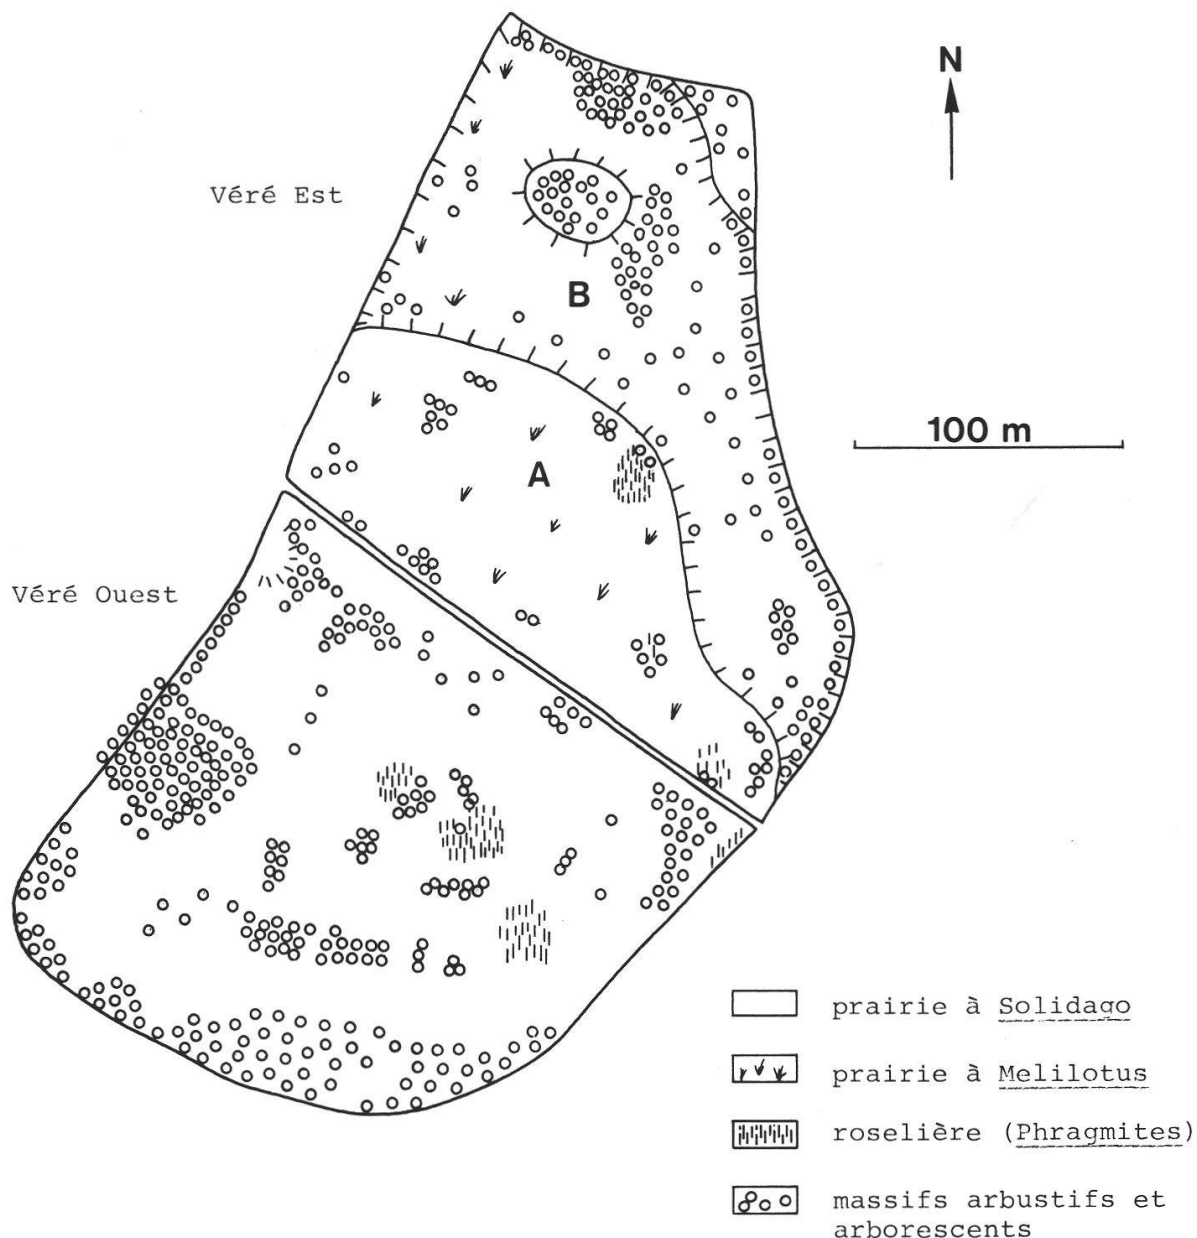 N
Véré Est
B
100 m
A
Véré Ouest
prairie à Solidago
prairie à Melilotus
roselière (Phragmites)
massifs arbustifs et
arborescents